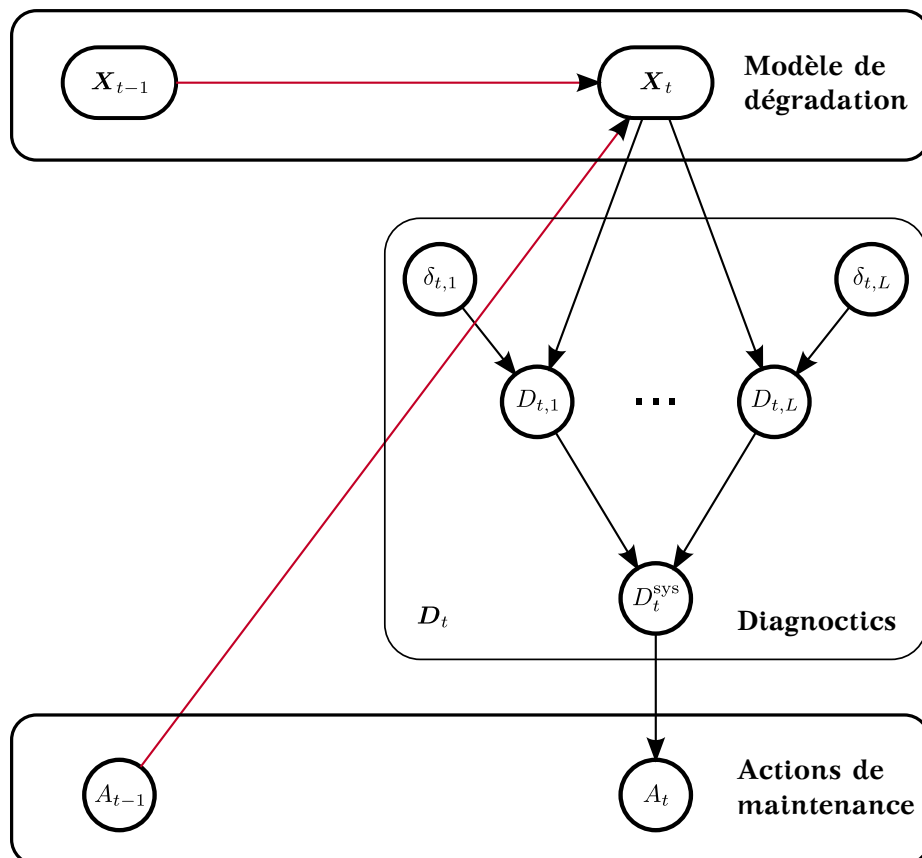 X_{t−1}
X_t
Modèle de
dégradation
δ_{t,1}
δ_{t,L}
D_{t,1}
...
D_{t,L}
D_t^{sys}
D_t
Diagnoctics
A_{t−1}
A_t
Actions de
maintenance